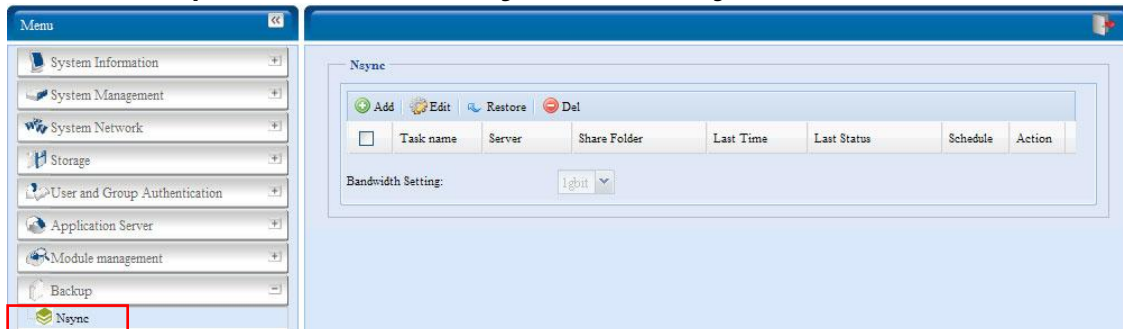 Menu
System Information
System Management
System Network
Storage
User and Group Authentication
Application Server
Module management
Backup
Nsync
Nsync
Add Edit Restore Del
Task name Server Share Folder Last Time Last Status Schedule Action
Bandwidth Setting: 1gbit